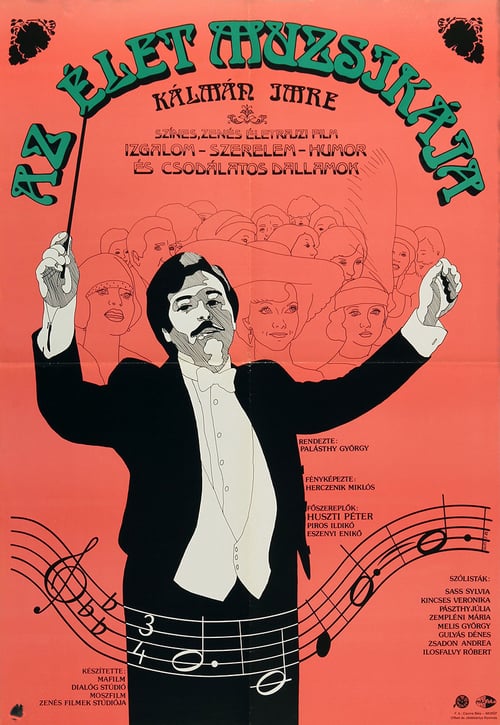 AZ ÉLET MUZSIKÁJA
KÁLMÁN IMRE
SZÍNES, ZENÉS ÉLETRAJZI FILM
IZGALOM – SZERELEM – HUMOR
ÉS CSODÁLATOS DALLAMOK
RENDEZTE:
PALÁSTHY GYÖRGY
FÉNYKÉPEZTE:
HERCZENIK MIKLÓS
FŐSZEREPLŐK:
HUSZTI PÉTER
PIROS ILDIKÓ
ESZENYI ENIKŐ
3
4
SZÓLISTÁK:
SASS SYLVIA
KINCSES VERONIKA
PÁSZTHYJÚLIA
ZEMPLÉNI MÁRIA
MELIS GYÖRGY
GULYÁS DÉNES
ZSADON ANDREA
ILOSFALVY RÓBERT
KÉSZÍTETTE:
MAFILM
DIALÓG STÚDIÓ
MOSZFILM
ZENÉS FILMEK STÚDIÓJA